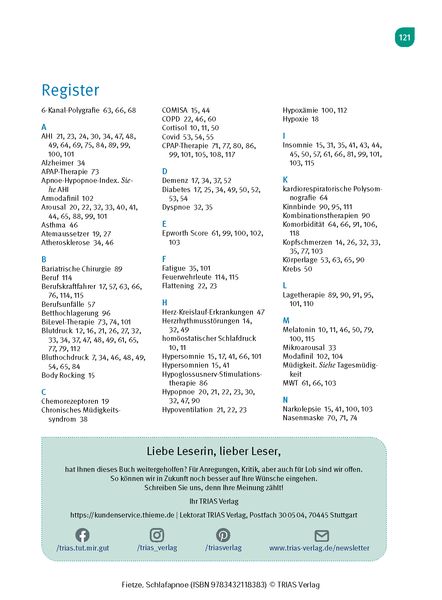 121
Register
6-Kanal-Polygrafie 63, 66, 68
A
AHI 21, 23, 24, 30, 34, 47, 48,
49, 64, 69, 75, 84, 89, 99,
100, 101
Alzheimer 34
APAP-Therapie 73
Apnoe-Hypopnoe-Index. Sie-
he AHI
Armodafinil 102
Arousal 20, 22, 32, 33, 40, 41,
44, 65, 88, 99, 101
Asthma 46
Atemaussetzer 19, 27
Atherosklerose 34, 46
B
Bariatrische Chirurgie 89
Beruf 114
Berufskraftfahrer 17, 57, 63, 66,
76, 114, 115
Berufsunfälle 57
Betthochlagerung 96
BiLevel-Therapie 73, 74, 101
Blutdruck 12, 16, 21, 26, 27, 32,
33, 34, 37, 47, 48, 49, 61, 65,
77, 79, 112
Bluthochdruck 7, 34, 46, 48, 49,
54, 65, 84
Body Rocking 15
C
Chemorezeptoren 19
Chronisches Müdigkeits-
syndrom 38
COMISA 15, 44
COPD 22, 46, 60
Cortisol 10, 11, 50
Covid 53, 54, 55
CPAP-Therapie 71, 77, 80, 86,
99, 101, 105, 108, 117
D
Demenz 17, 34, 37, 52
Diabetes 17, 25, 34, 49, 50, 52,
53, 54
Dyspnoe 32, 35
E
Epworth Score 61, 99, 100, 102,
103
F
Fatigue 35, 101
Feuerwehrleute 114, 115
Flattening 22, 23
H
Herz-Kreislauf-Erkrankungen 47
Herzrhythmusstörungen 14,
32, 49
homöostatischer Schlafdruck
10, 11
Hypersomnie 15, 17, 41, 66, 101
Hypersomnien 15, 41
Hypoglossusnerv-Stimulations-
therapie 86
Hypopnoe 20, 21, 22, 23, 30,
32, 47, 90
Hypoventilation 21, 22, 23
Hypoxämie 100, 112
Hypoxie 18
I
Insomnie 15, 31, 35, 41, 43, 44,
45, 50, 57, 61, 66, 81, 99, 101,
103, 115
K
kardiorespiratorische Polysom-
nografie 64
Kinnbinde 90, 95, 111
Kombinationstherapien 90
Komorbidität 64, 66, 91, 106,
118
Kopfschmerzen 14, 26, 32, 33,
35, 77, 103
Körperlage 53, 63, 65, 90
Krebs 50
L
Lagetherapie 89, 90, 91, 95,
101, 110
M
Melatonin 10, 11, 46, 50, 79,
100, 115
Mikroarousal 33
Modafinil 102, 104
Müdigkeit. Siehe Tagesmüdig-
keit
MWT 61, 66, 103
N
Narkolepsie 15, 41, 100, 103
Nasenmaske 70, 71, 74
Liebe Leserin, lieber Leser,
hat Ihnen dieses Buch weitergeholfen? Für Anregungen, Kritik, aber auch für Lob sind wir offen.
So können wir in Zukunft noch besser auf Ihre Wünsche eingehen.
Schreiben Sie uns, denn Ihre Meinung zählt!
Ihr TRIAS Verlag
https://kundenservice.thieme.de | Lektorat TRIAS Verlag, Postfach 30 05 04, 70445 Stuttgart
/trias.tut.mir.gut
/trias_verlag
/triasverlag
www.trias-verlag.de/newsletter
Fietze. Schlafapnoe (ISBN 9783432118383) © TRIAS Verlag